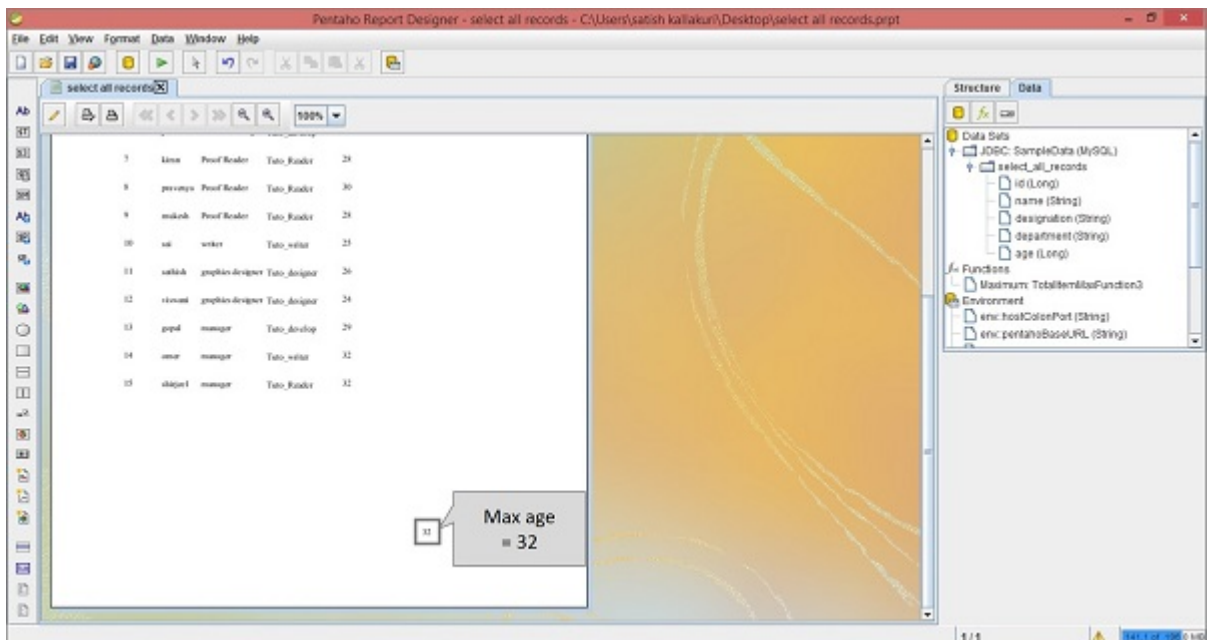 Pentaho Report Designer - select all records - C:\Users\satish kallakuri\Desktop\select all records.prpt
File Edit View Format Data Window Help
select all records
100%
7 kiran Proof Reader Tuto_Reader 28
8 Proof Reader Tuto_Reader 30
9 mukesh Proof Reader Tuto_Reader 28
10 sai writer Tuto_writer 25
11 sathish graphics designer Tuto_designer 26
12 graphics designer Tuto_designer 24
13 gopal manager Tuto_develop 29
14 omer manager Tuto_writer 32
15 manager Tuto_Reader 32
32
Max age
= 32
Structure Data
Data Sets
JDBC: SampleData (MySQL)
select_all_records
id (Long)
name (String)
designation (String)
department (String)
age (Long)
Functions
Maximum: TotalItemMaxFunction3
Environment
env::hostColonPort (String)
env::pentahoBaseURL (String)
1 / 1